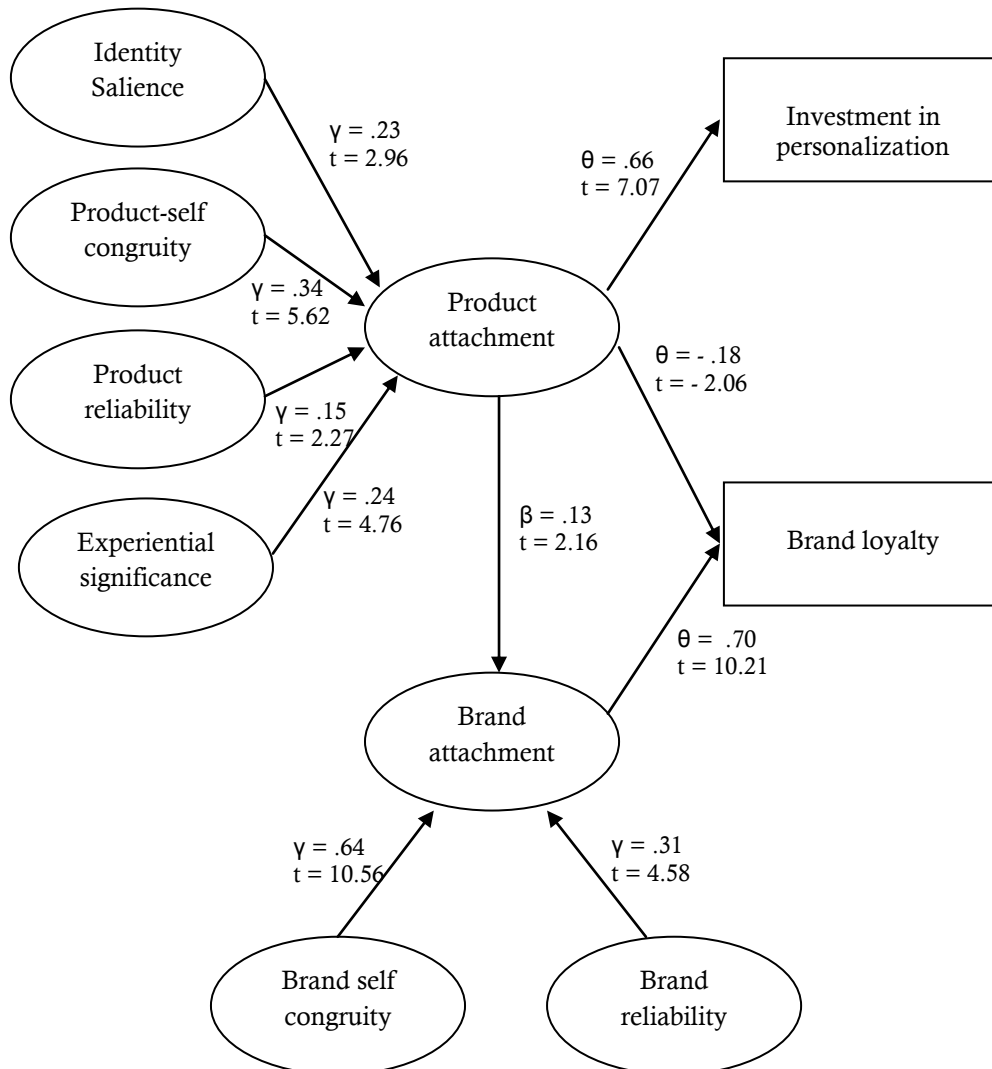 Identity
Salience
γ = .23
t = 2.96
Product-self
congruity
γ = .34
t = 5.62
Product
reliability
γ = .15
t = 2.27
Experiential
significance
γ = .24
t = 4.76
Product
attachment
θ = .66
t = 7.07
Investment in
personalization
θ = - .18
t = - 2.06
β = .13
t = 2.16
Brand loyalty
θ = .70
t = 10.21
Brand
attachment
γ = .64
t = 10.56
γ = .31
t = 4.58
Brand self
congruity
Brand
reliability